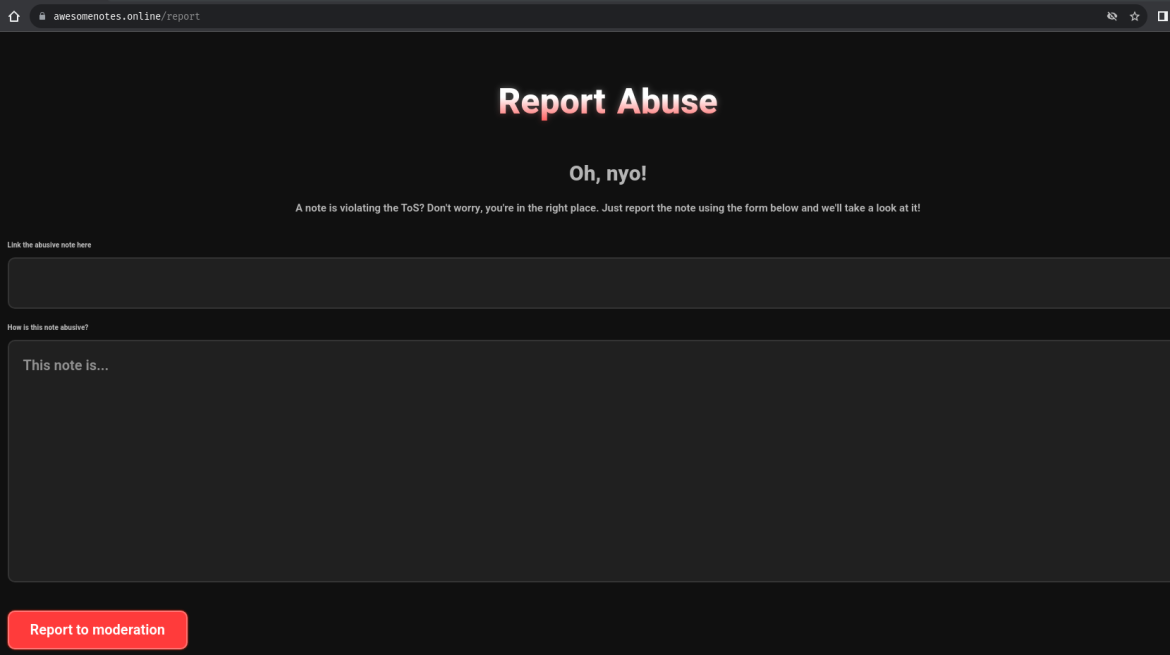 awesomenotes.online/report
Report Abuse
Oh, nyo!
A note is violating the ToS? Don't worry, you're in the right place. Just report the note using the form below and we'll take a look at it!
Link the abusive note here
How is this note abusive?
This note is...
Report to moderation